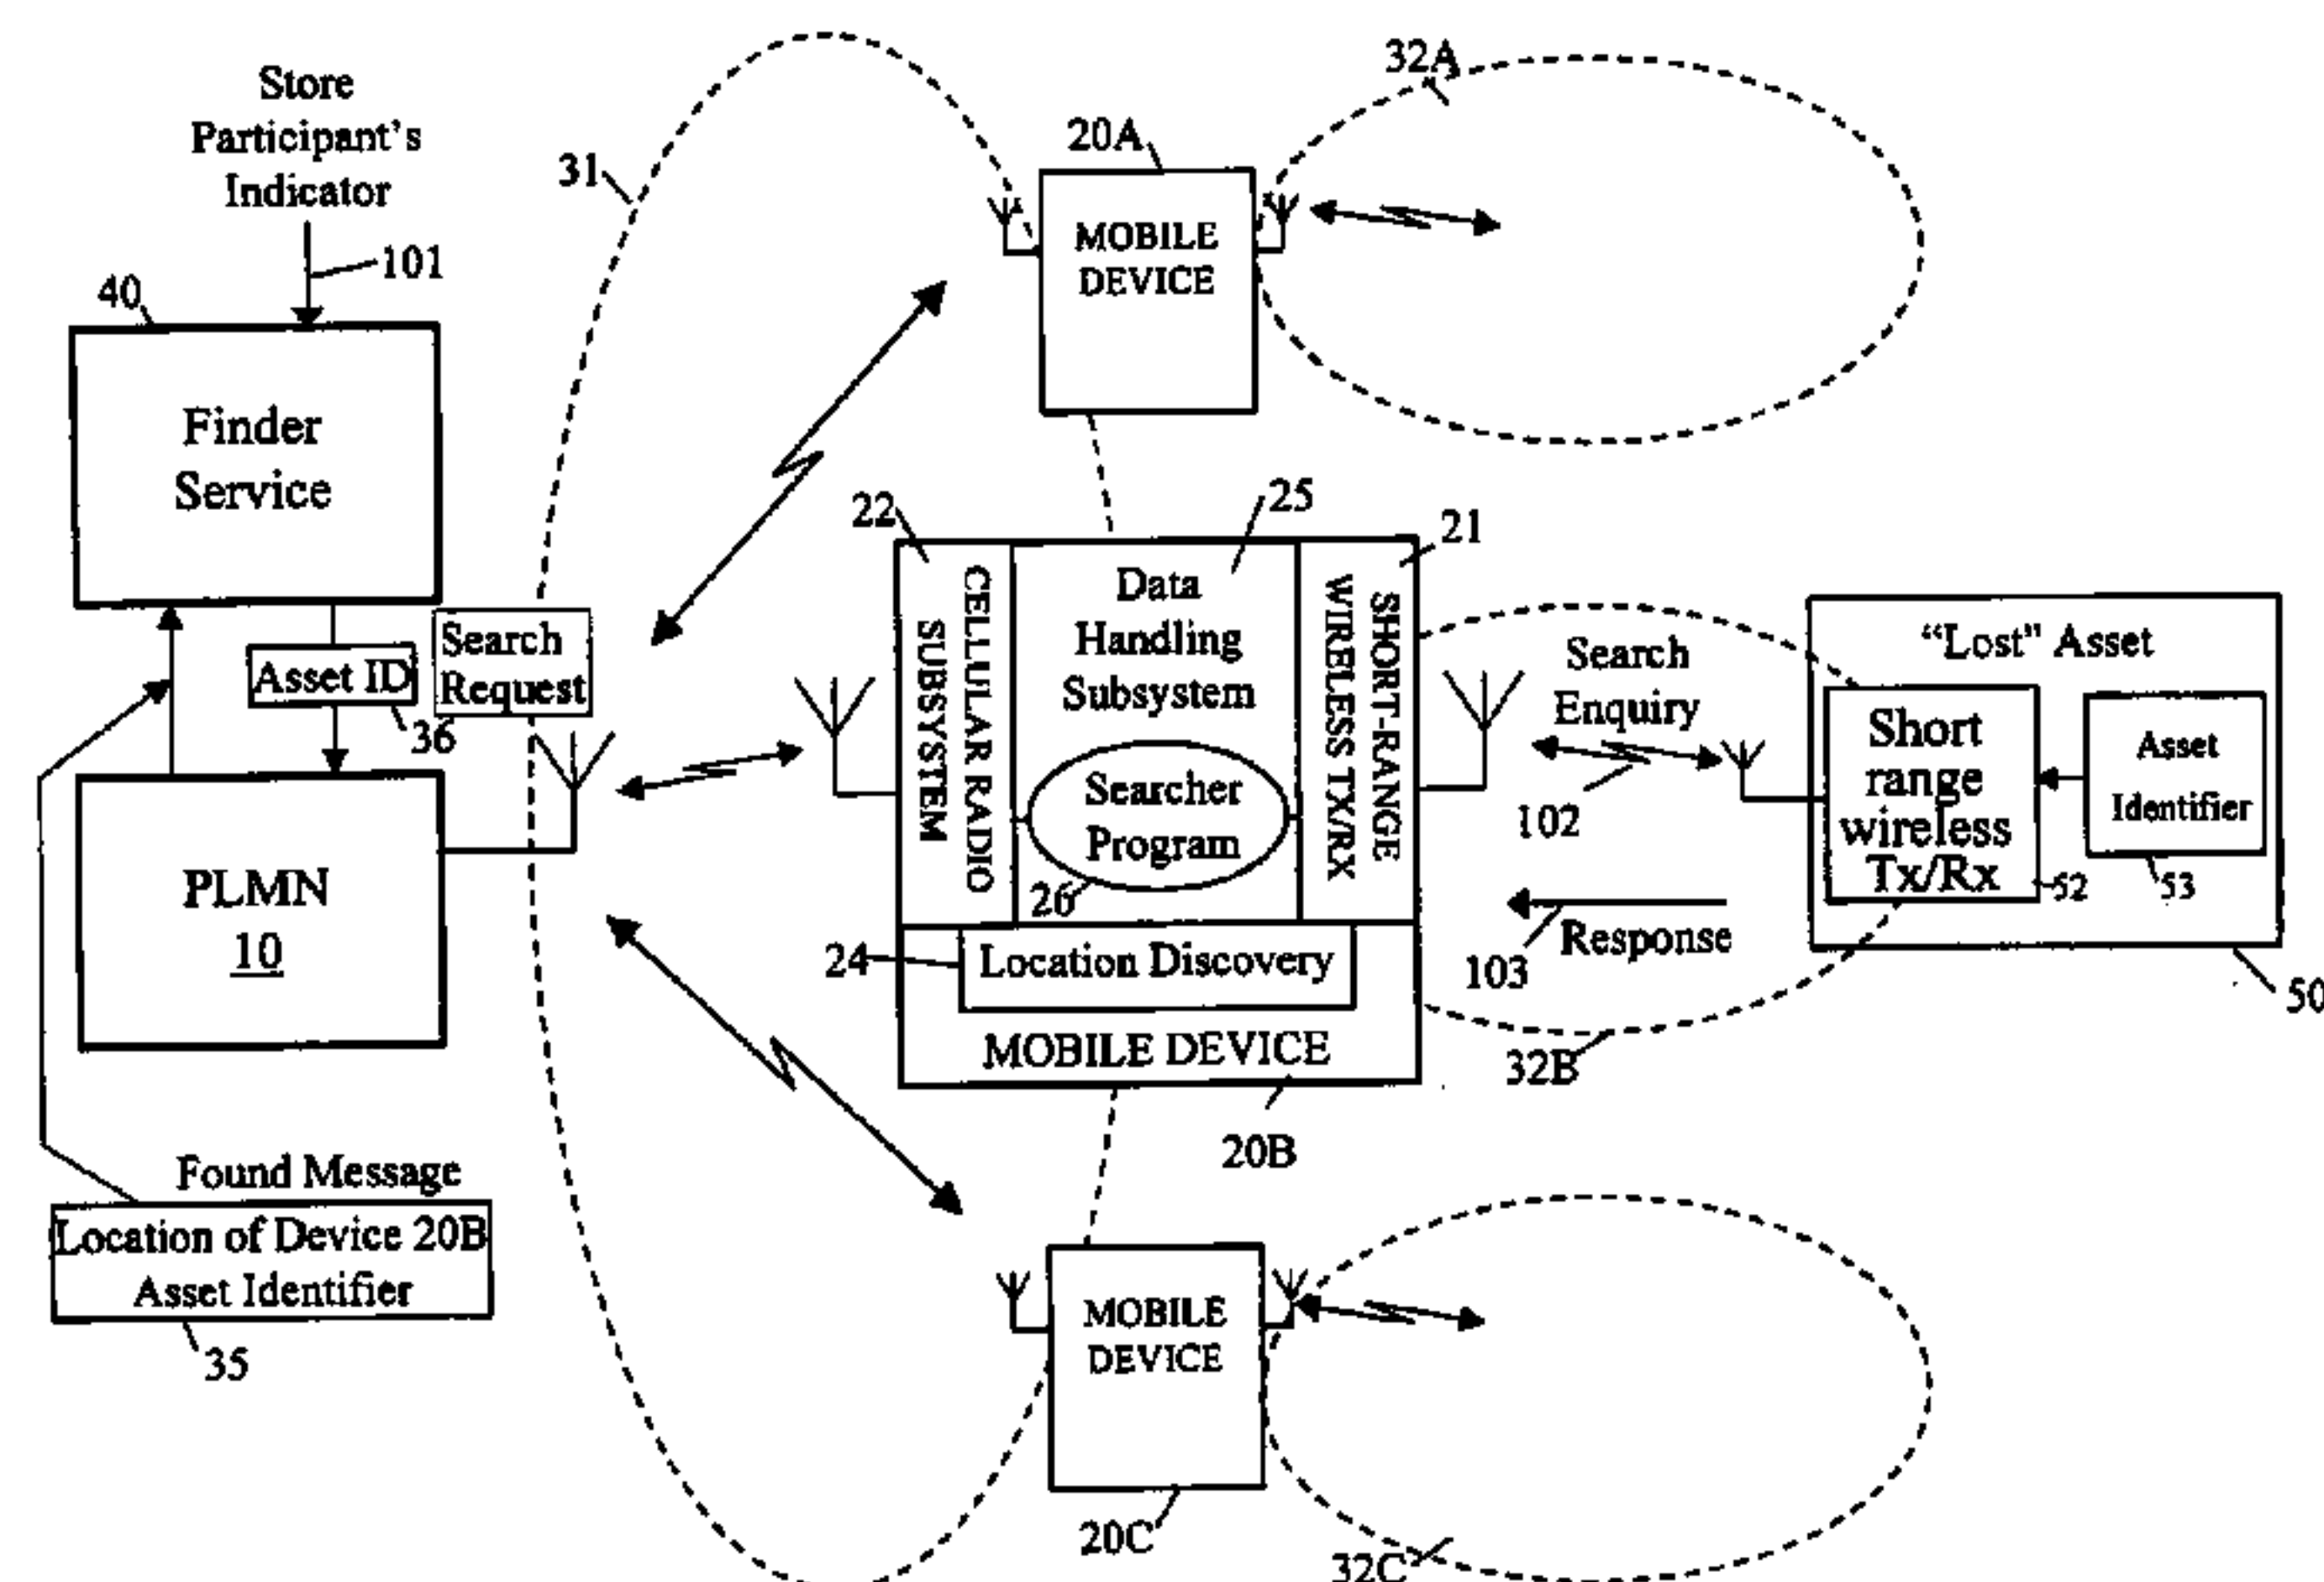 Store
Participant's
Indicator
101
40
Finder
Service
Asset ID
36
Search
Request
PLMN
10
Found Message
Location of Device 20B
Asset Identifier
35
31
20A
MOBILE
DEVICE
32A
22
25
21
CELLULAR RADIO
SUBSYSTEM
Data
Handling
Subsystem
Searcher
Program
26
SHORT-RANGE
WIRELESS TX/RX
24
Location Discovery
MOBILE DEVICE
20B
Search
Enquiry
102
103
Response
32B
"Lost" Asset
Short
range
wireless
Tx/Rx
52
Asset
Identifier
53
50
MOBILE
DEVICE
20C
32C